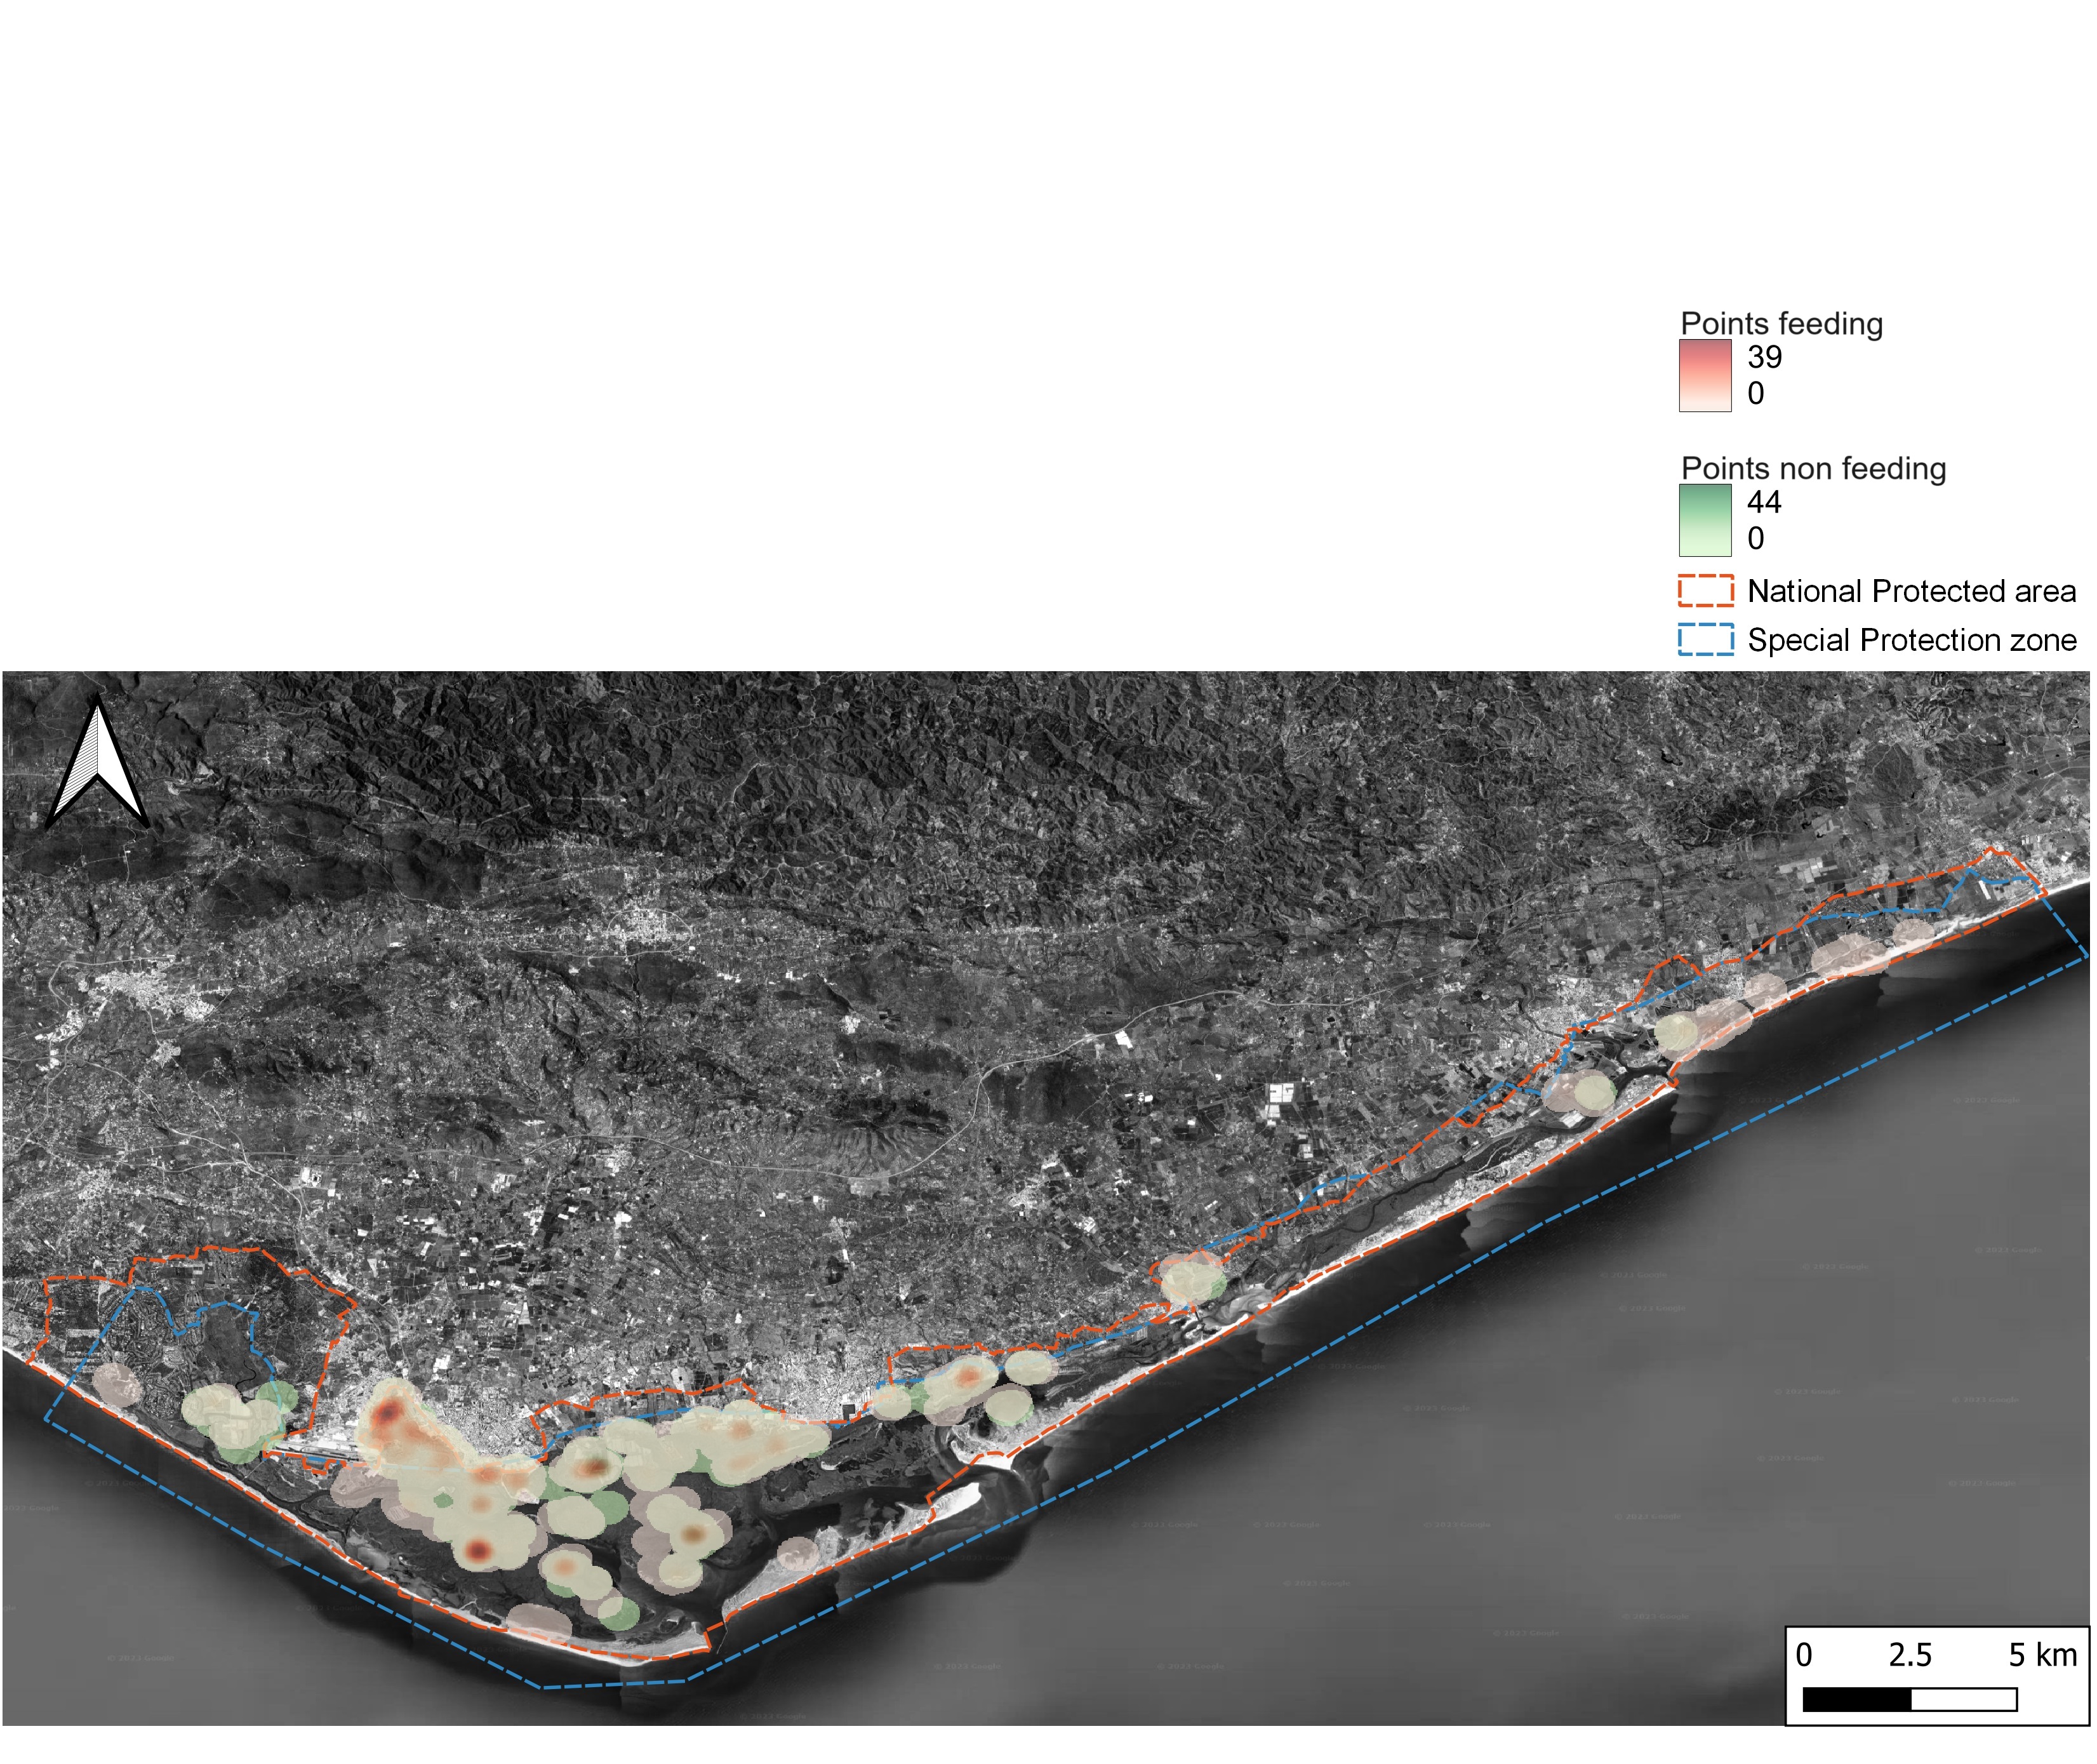 Points feeding
39
0
Points non feeding
44
0
National Protected area
Special Protection zone
0 2.5 5 km